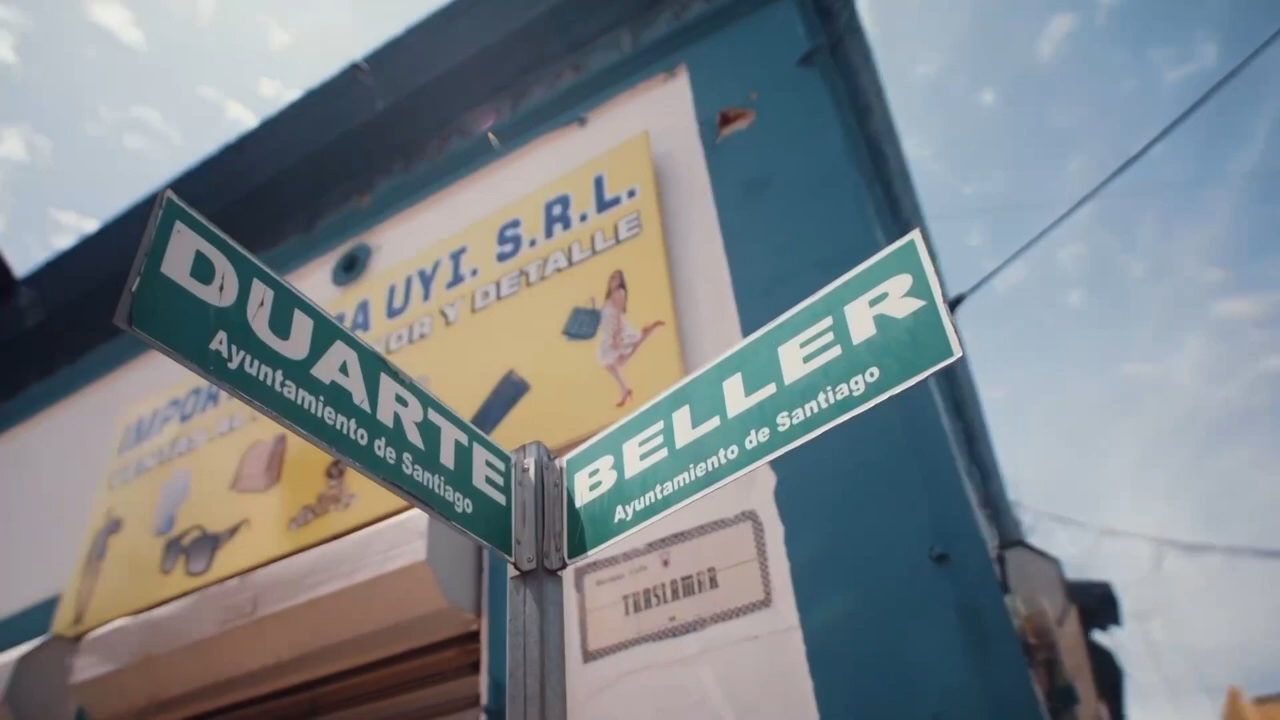 DUARTE
Ayuntamiento de Santiago
BELLER
Ayuntamiento de Santiago
UYI. S.R.L.
Y DETALLE
TRASLAMAR